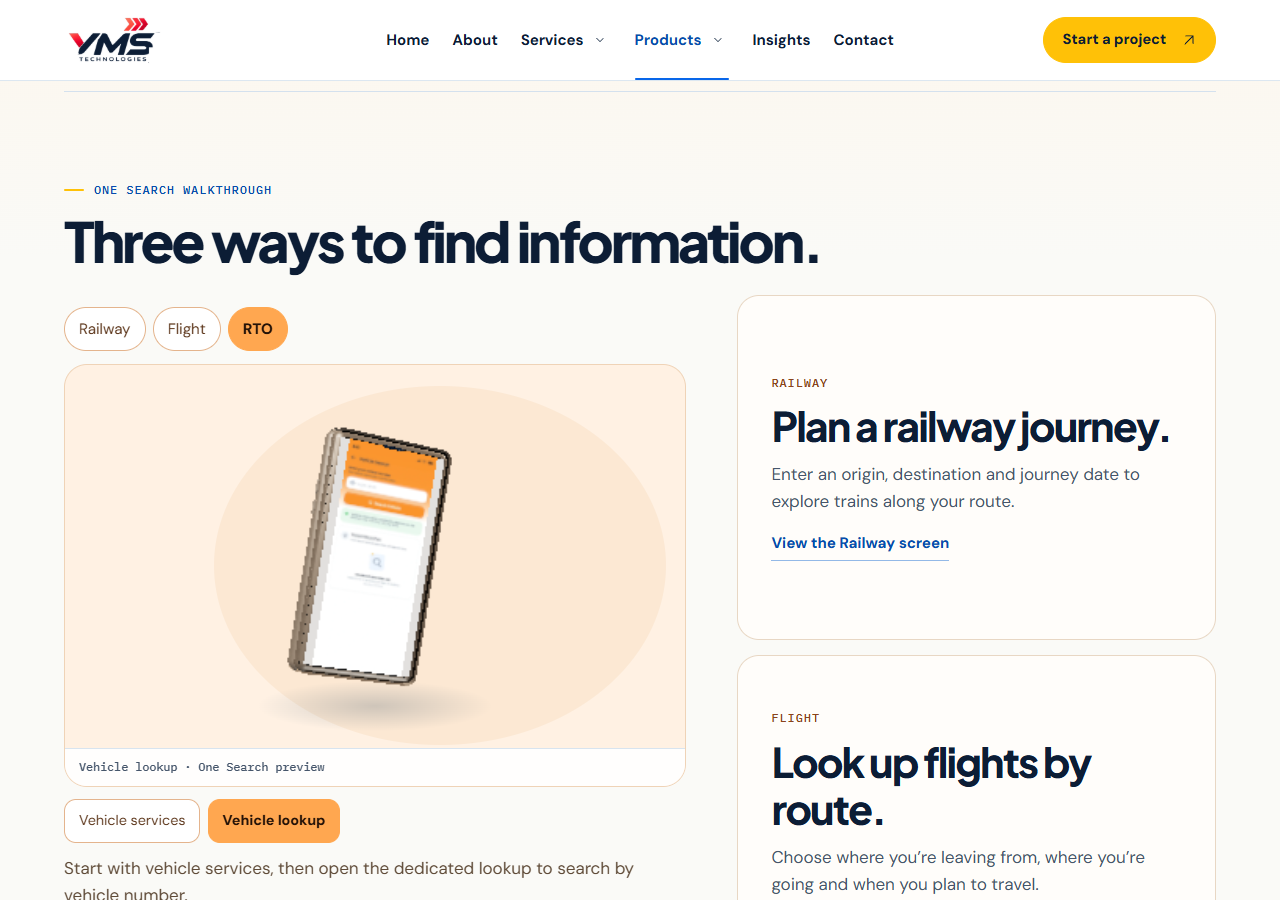 YMS
TECHNOLOGIES
Home
About
Services
Products
Insights
Contact
Start a project
ONE SEARCH WALKTHROUGH
Three ways to find information.
Railway
Flight
RTO
Vehicle lookup · One Search preview
Vehicle services
Vehicle lookup
Start with vehicle services, then open the dedicated lookup to search by
vehicle number.
RAILWAY
Plan a railway journey.
Enter an origin, destination and journey date to
explore trains along your route.
View the Railway screen
FLIGHT
Look up flights by
route.
Choose where you’re leaving from, where you’re
going and when you plan to travel.